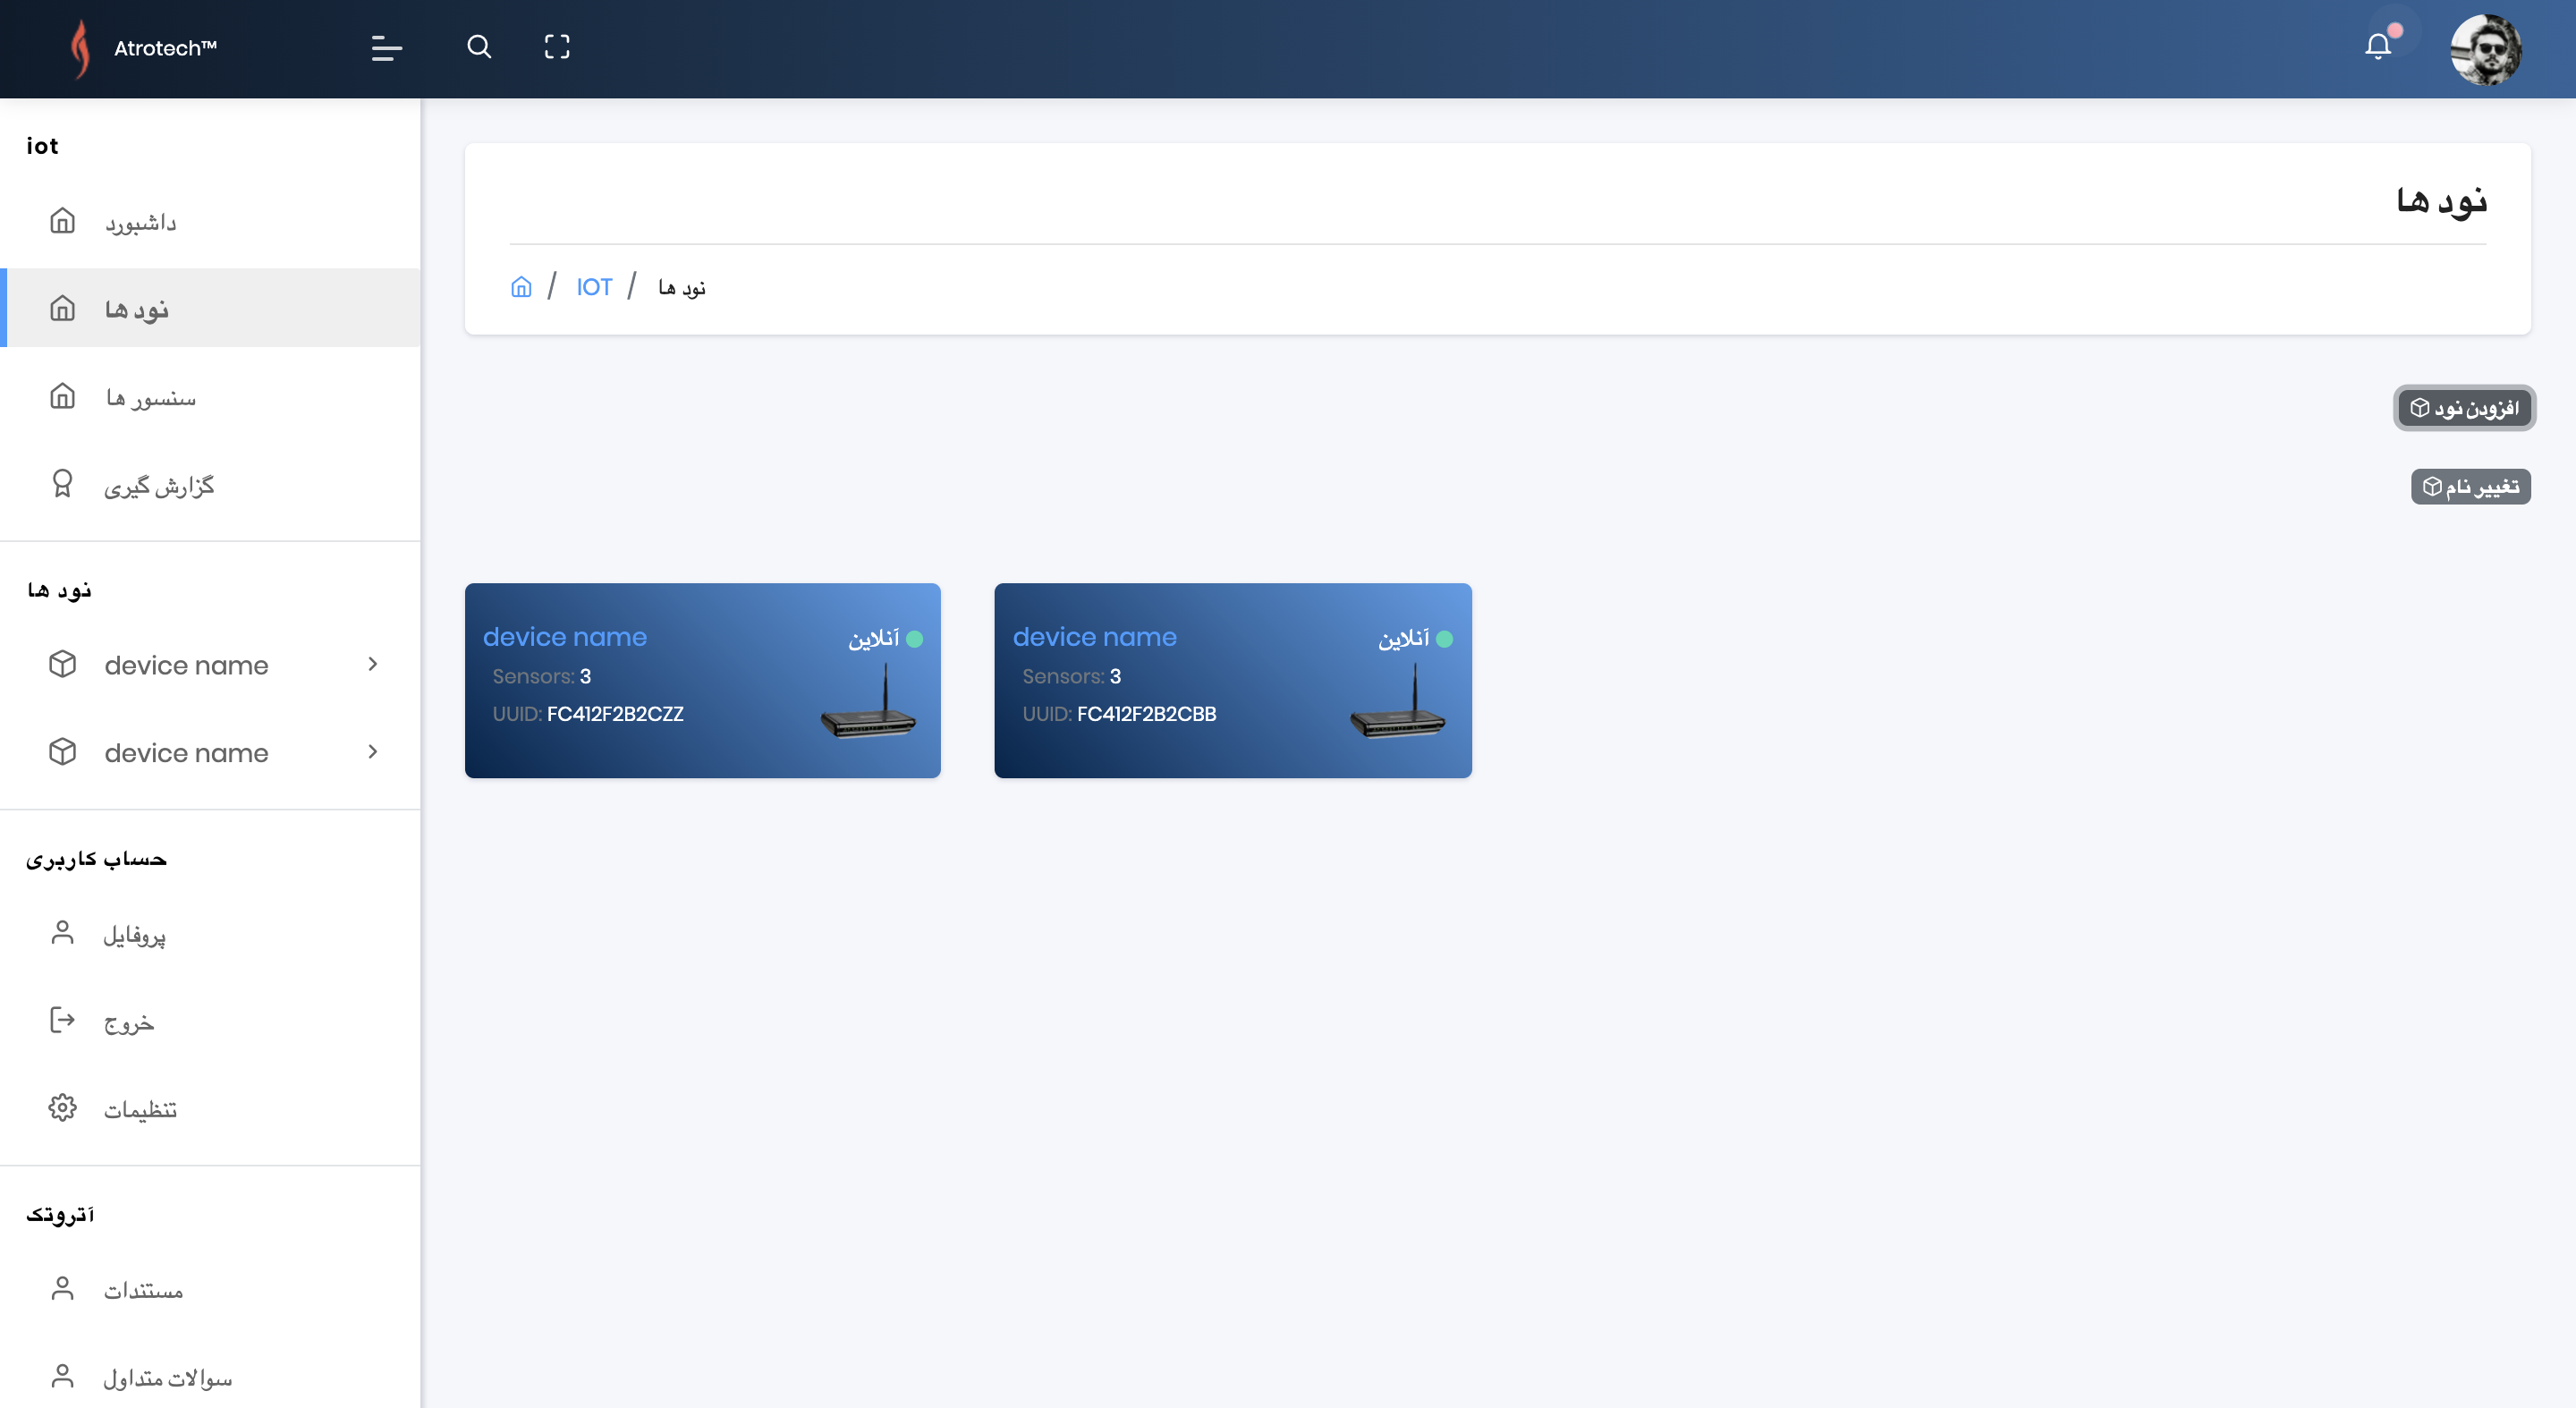 Atrotech™
iot
داشبورد
نود ها
سنسور ها
گزارش گیری
نود ها
device name
device name
حساب کاربری
پروفایل
خروج
تنظیمات
آتروتک
مستندات
سوالات متداول
نود ها
/ IOT / نود ها
افزودن نود
تغییر نام
device name
آنلاین
Sensors: 3
UUID: FC412F2B2CZZ
device name
آنلاین
Sensors: 3
UUID: FC412F2B2CBB